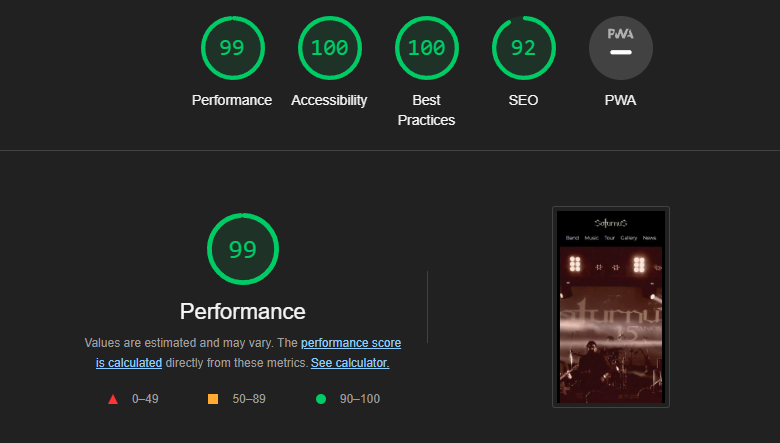 99
100
100
92
PWA
Performance
Accessibility
Best
Practices
SEO
PWA
99
Performance
Values are estimated and may vary. The performance score
is calculated directly from these metrics. See calculator.
0–49
50–89
90–100
SaturnuS
Band Music Tour Gallery News